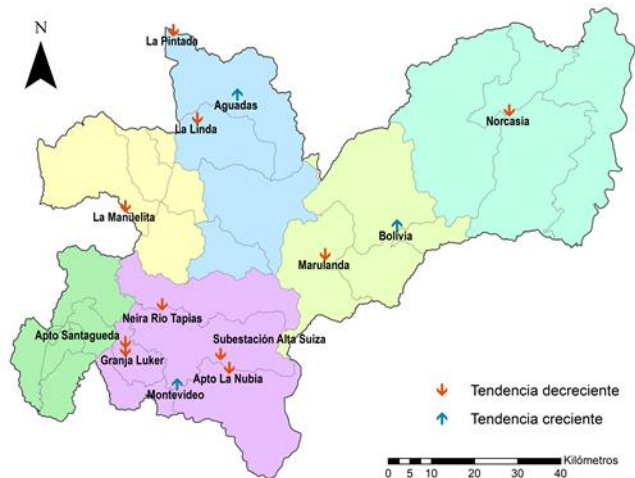 N
La Pintada
Aguadas
La Linda
Norcasia
La Manuelita
Bolivia
Marulanda
Neira Rio Tapias
Apto Santagueda
Subestación Alta Suiza
Granja Luker
Apto La Nubia
Montevideo
Tendencia decreciente
Tendencia creciente
Kilómetros
0 5 10 20 30 40